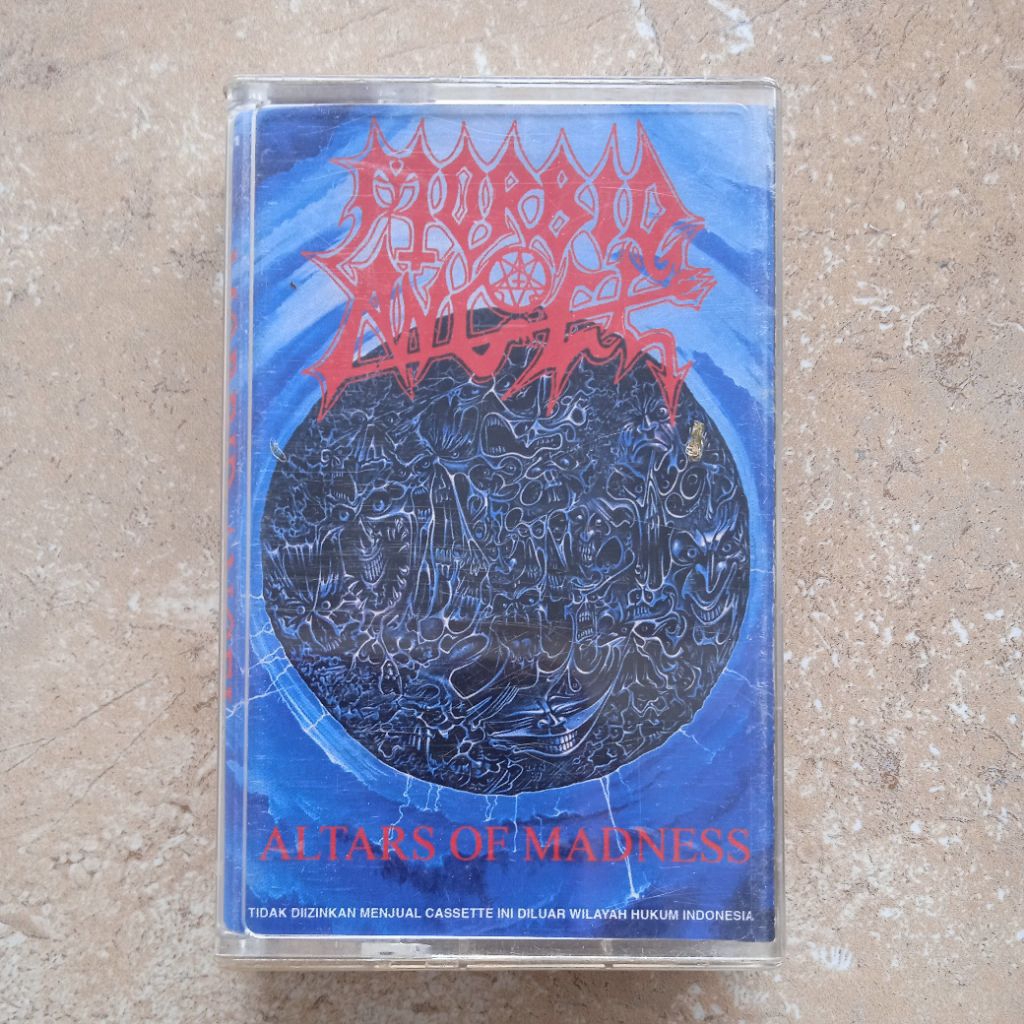 MORBID
ANGEL
ALTARS OF MADNESS
TIDAK DIIZINKAN MENJUAL CASSETTE INI DILUAR WILAYAH HUKUM INDONESIA